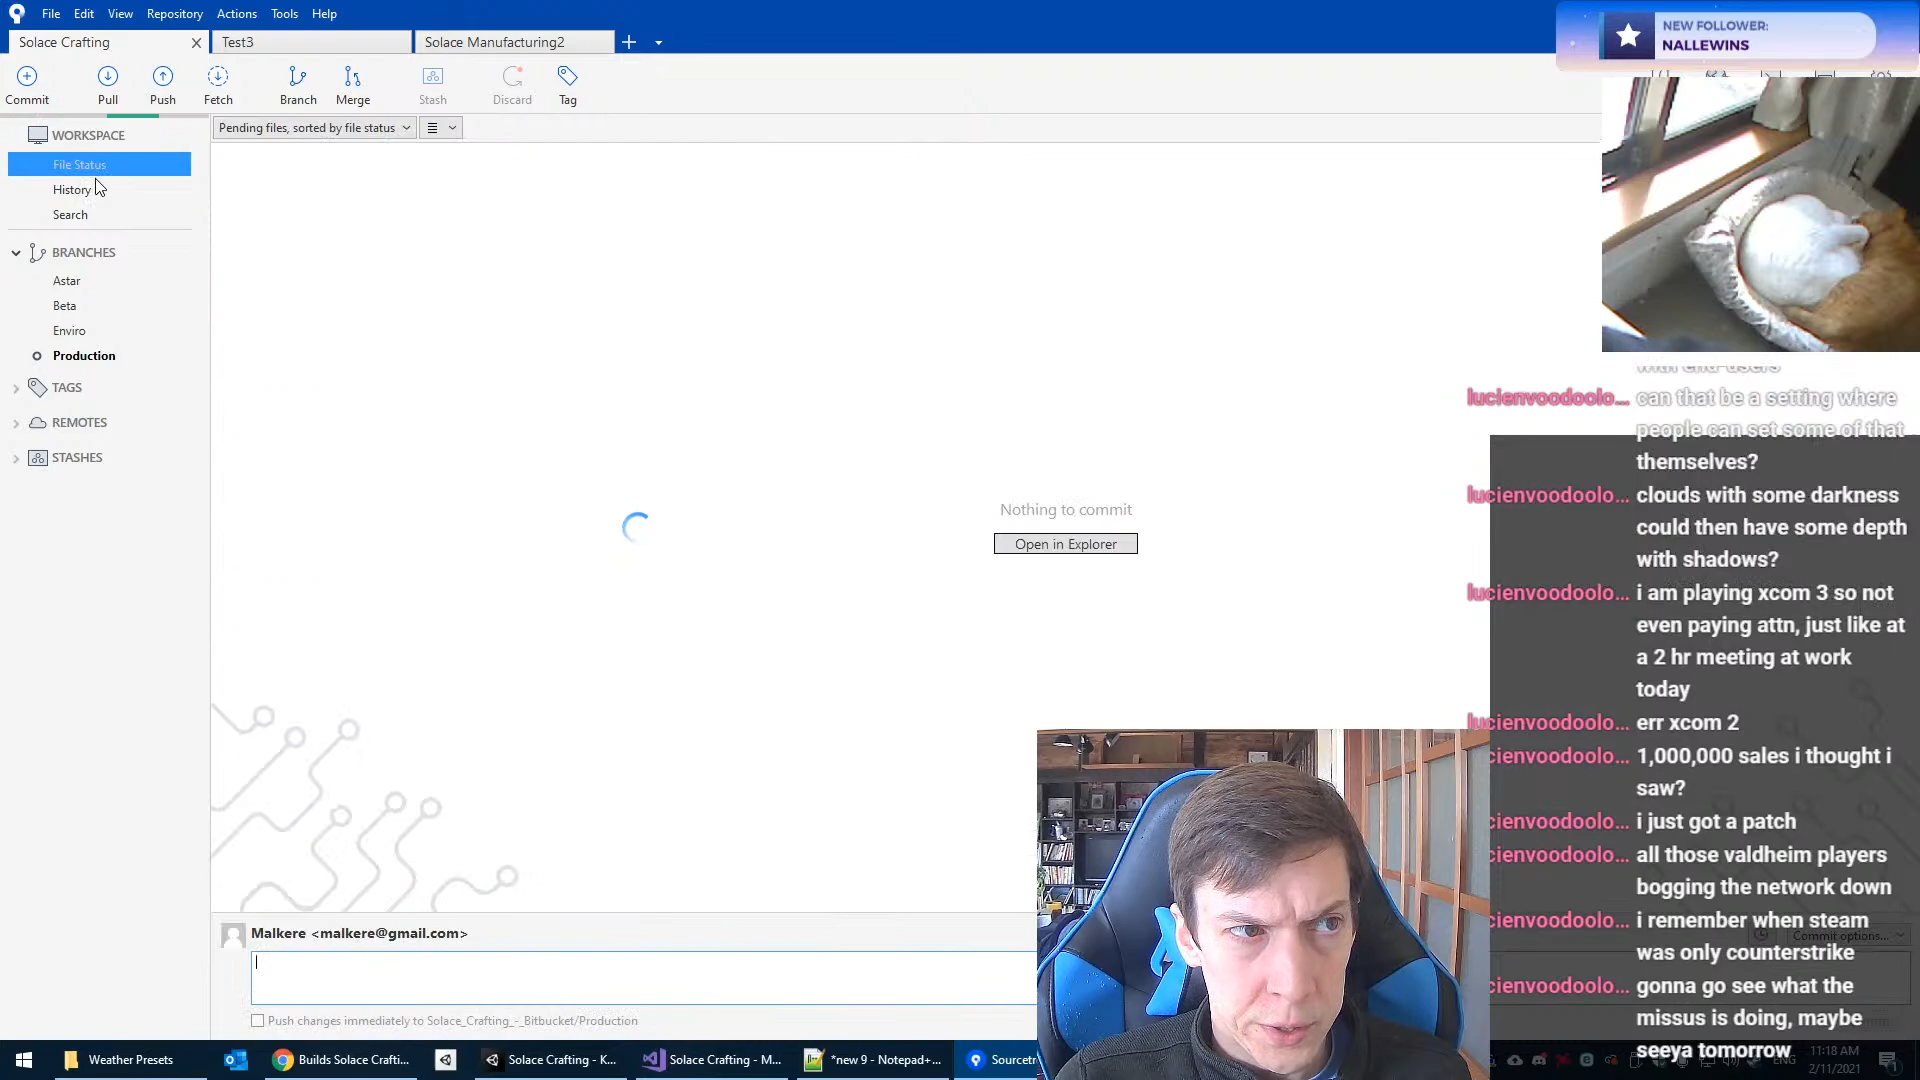 File Edit View Repository Actions Tools Help
Solace Crafting Test3 Solace Manufacturing2
NEW FOLLOWER:
NALLEWINS
Commit Pull Push Fetch Branch Merge Stash Discard Tag
Pending files, sorted by file status
WORKSPACE
File Status
History
Search
BRANCHES
Astar
Beta
Enviro
Production
TAGS
REMOTES
STASHES
Nothing to commit
Open in Explorer
with end-users
lucienvoodoolo... can that be a setting where
people can set some of that
themselves?
lucienvoodoolo... clouds with some darkness
could then have some depth
with shadows?
lucienvoodoolo... i am playing xcom 3 so not
even paying attn, just like at
a 2 hr meeting at work
today
lucienvoodoolo... err xcom 2
cienvoodoolo... 1,000,000 sales i thought i
saw?
cienvoodoolo... i just got a patch
cienvoodoolo... all those valdheim players
bogging the network down
cienvoodoolo... i remember when steam
was only counterstrike
cienvoodoolo... gonna go see what the
missus is doing, maybe
seeya tomorrow
Malkere <malkere@gmail.com>
Commit options...
Push changes immediately to Solace_Crafting_-_Bitbucket/Production
Weather Presets Builds Solace Crafti... Solace Crafting - K... Solace Crafting - M... *new 9 - Notepad+... Sourcetr
ENG
11:18 AM
2/11/2021